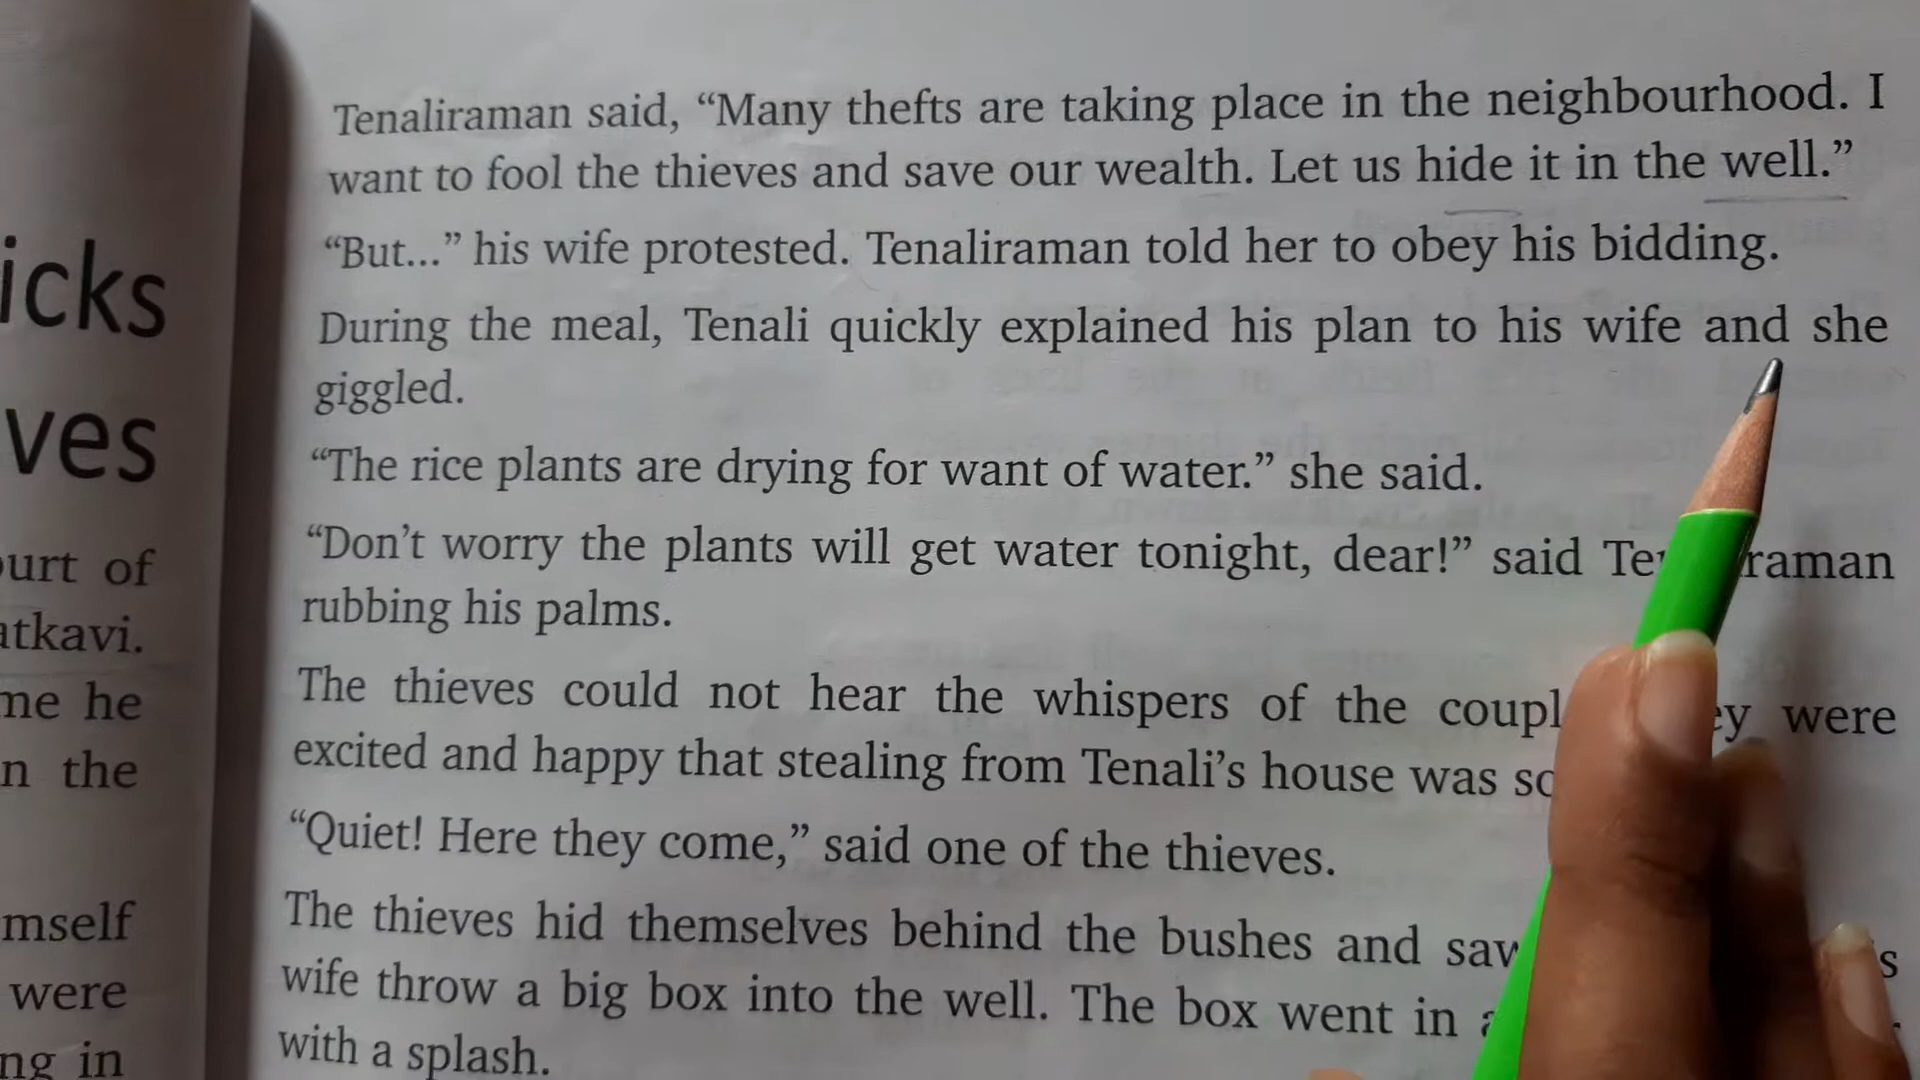 icks
ves
urt of
atkavi.
me he
n the
mself
were
ng in
Tenaliraman said, “Many thefts are taking place in the neighbourhood. I
want to fool the thieves and save our wealth. Let us hide it in the well.”
“But...” his wife protested. Tenaliraman told her to obey his bidding.
During the meal, Tenali quickly explained his plan to his wife and she
giggled.
“The rice plants are drying for want of water.” she said.
“Don’t worry the plants will get water tonight, dear!” said Te raman
rubbing his palms.
The thieves could not hear the whispers of the coupl ey were
excited and happy that stealing from Tenali’s house was so
“Quiet! Here they come,” said one of the thieves.
The thieves hid themselves behind the bushes and saw s
wife throw a big box into the well. The box went in
with a splash.